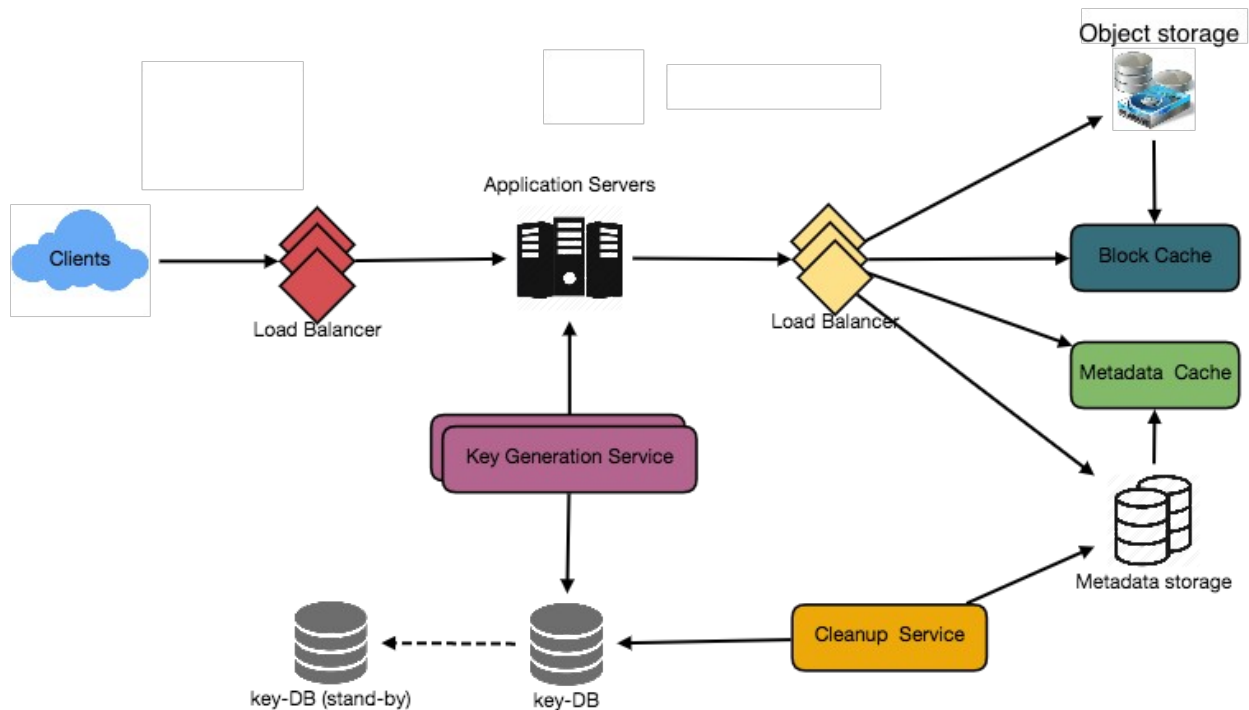 Object storage
Application Servers
Clients
Block Cache
Load Balancer
Load Balancer
Metadata  Cache
Key Generation Service
Metadata storage
Cleanup  Service
key-DB (stand-by)
key-DB